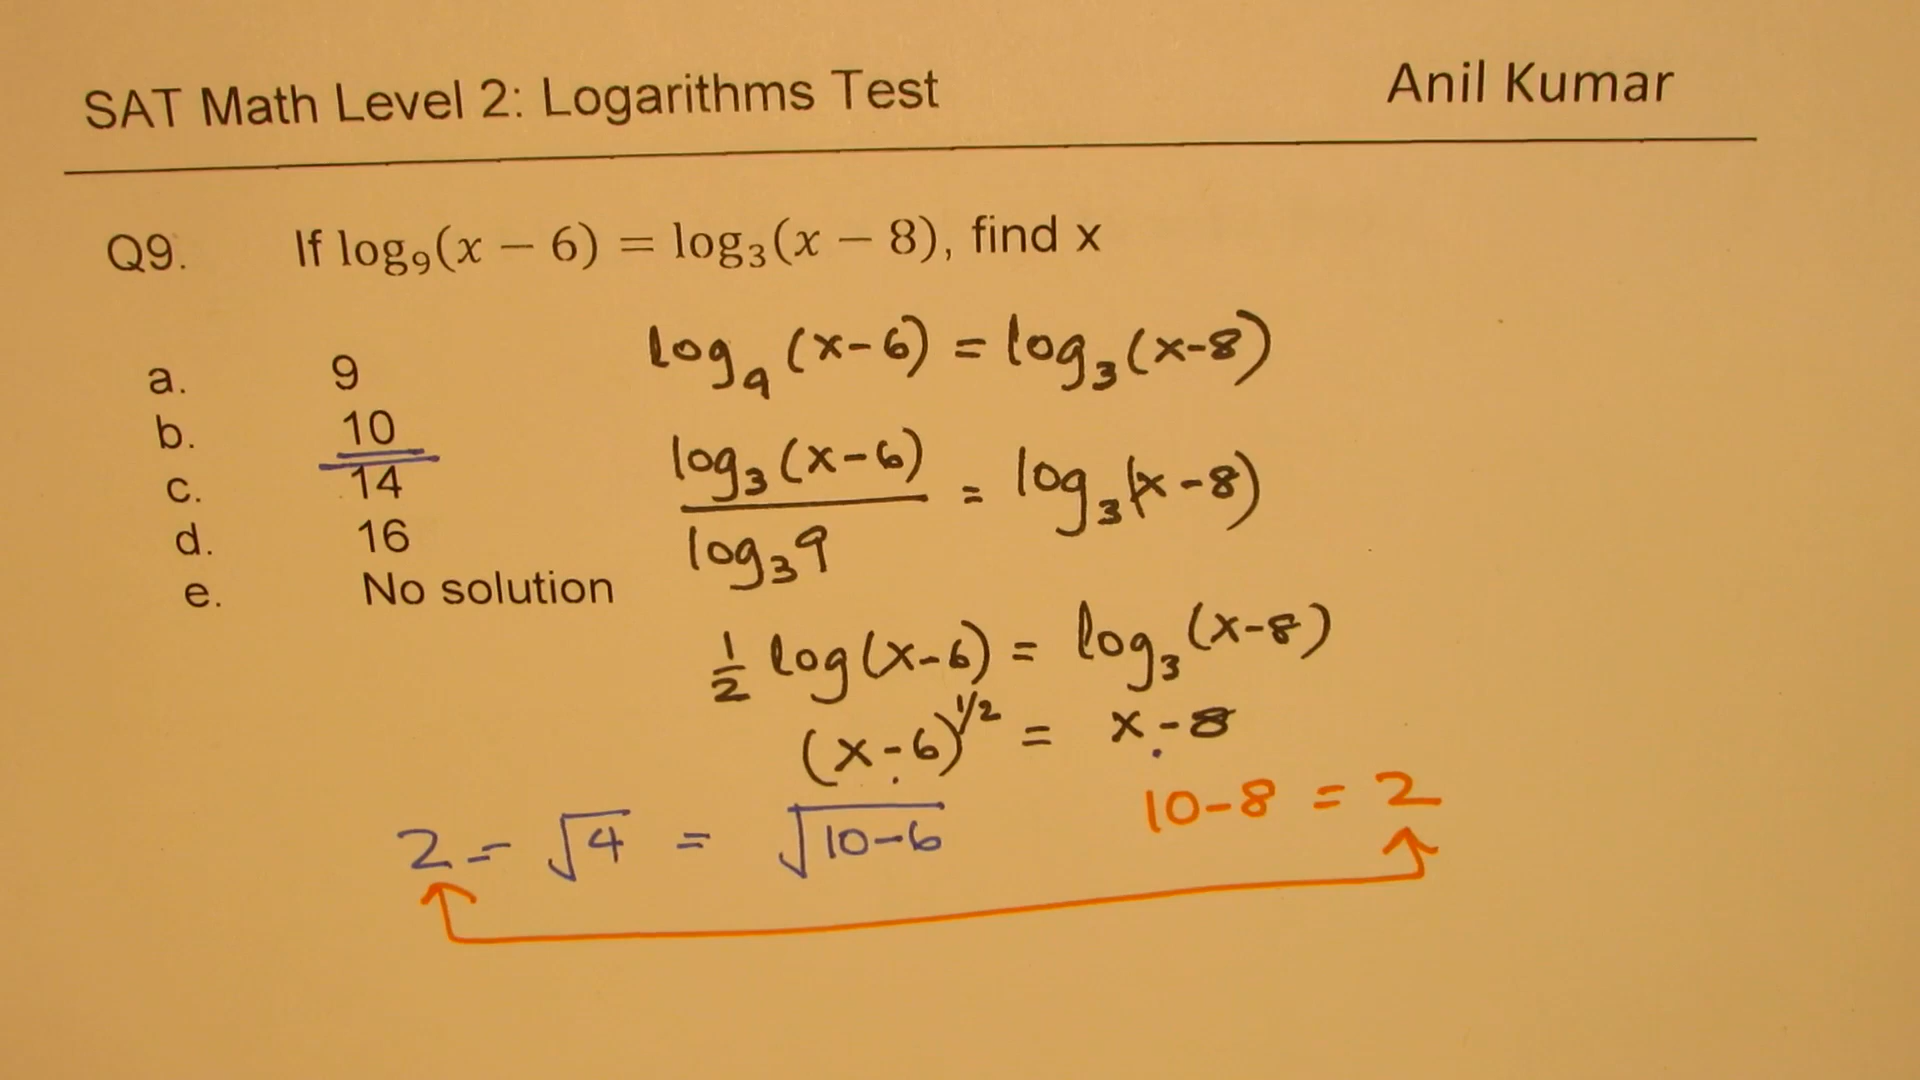 SAT Math Level 2: Logarithms Test Anil Kumar
Q9. If log₉(x − 6) = log₃(x − 8), find x
a. 9
b. 10
c. 14
d. 16
e. No solution
log₉ (x-6) = log₃ (x-8)
log₃ (x-6) / log₃ 9 = log₃ (x-8)
1/2 log (x-6) = log₃ (x-8)
(x-6)^1/2 = x-8
2 = √4 = √10-6
10-8 = 2